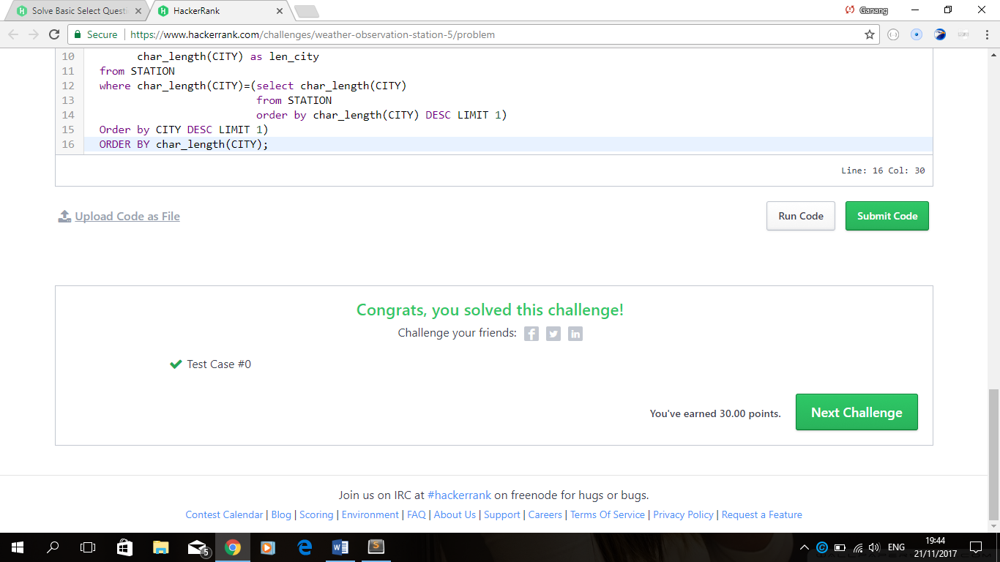 Solve Basic Select Questi
HackerRank
Ganang
Secure
https://www.hackerrank.com/challenges/weather-observation-station-5/problem
10 char_length(CITY) as len_city
11 from STATION
12 where char_length(CITY)=(select char_length(CITY)
13 from STATION
14 order by char_length(CITY) DESC LIMIT 1)
15 Order by CITY DESC LIMIT 1)
16 ORDER BY char_length(CITY);
Line: 16 Col: 30
Upload Code as File
Run Code
Submit Code
Congrats, you solved this challenge!
Challenge your friends:
Test Case #0
You've earned 30.00 points.
Next Challenge
Join us on IRC at #hackerrank on freenode for hugs or bugs.
Contest Calendar | Blog | Scoring | Environment | FAQ | About Us | Support | Careers | Terms Of Service | Privacy Policy | Request a Feature
5
ENG
19:44
21/11/2017